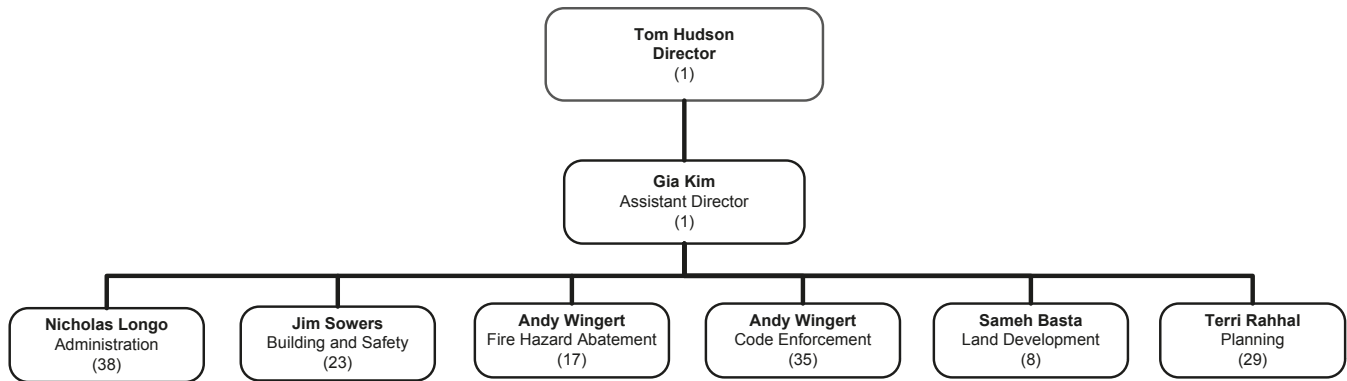 Tom Hudson
Director
(1)
Gia Kim
Assistant Director
(1)
Nicholas Longo
Administration
(38)
Jim Sowers
Building and Safety
(23)
Andy Wingert
Fire Hazard Abatement
(17)
Andy Wingert
Code Enforcement
(35)
Sameh Basta
Land Development
(8)
Terri Rahhal
Planning
(29)